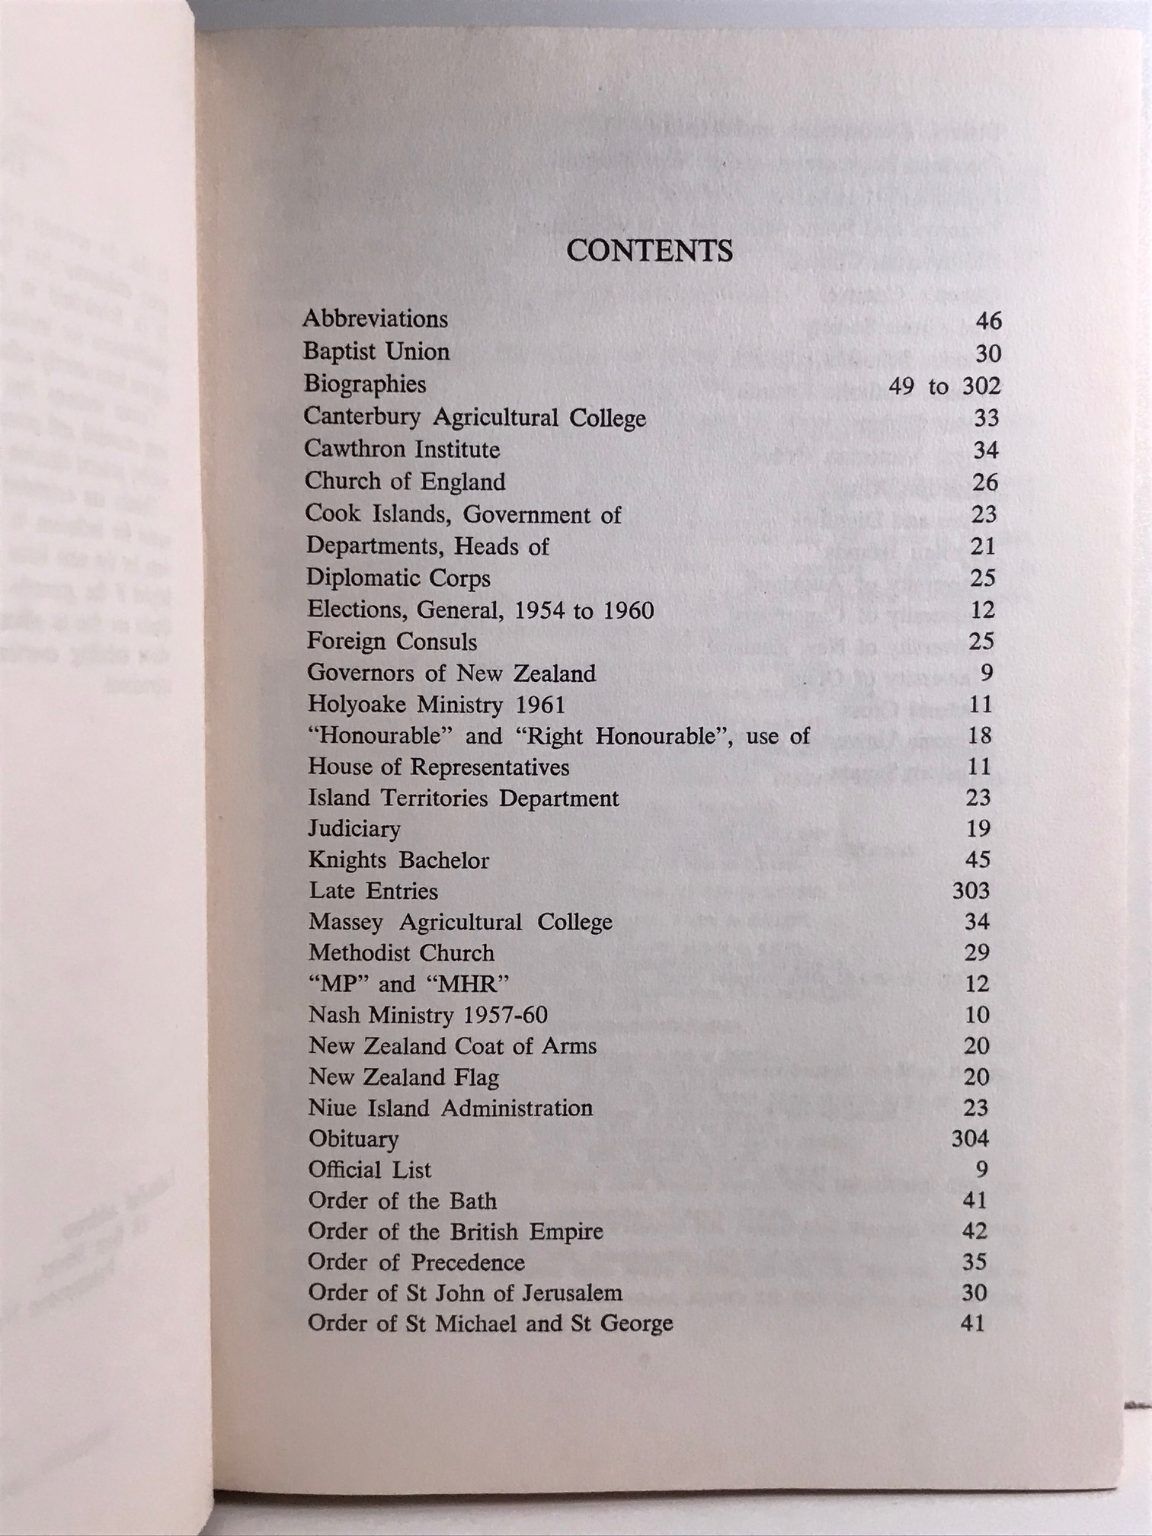 CONTENTS
Abbreviations 46
Baptist Union 30
Biographies 49 to 302
Canterbury Agricultural College 33
Cawthron Institute 34
Church of England 26
Cook Islands, Government of 23
Departments, Heads of 21
Diplomatic Corps 25
Elections, General, 1954 to 1960 12
Foreign Consuls 25
Governors of New Zealand 9
Holyoake Ministry 1961 11
“Honourable” and “Right Honourable”, use of 18
House of Representatives 11
Island Territories Department 23
Judiciary 19
Knights Bachelor 45
Late Entries 303
Massey Agricultural College 34
Methodist Church 29
“MP” and “MHR” 12
Nash Ministry 1957-60 10
New Zealand Coat of Arms 20
New Zealand Flag 20
Niue Island Administration 23
Obituary 304
Official List 9
Order of the Bath 41
Order of the British Empire 42
Order of Precedence 35
Order of St John of Jerusalem 30
Order of St Michael and St George 41